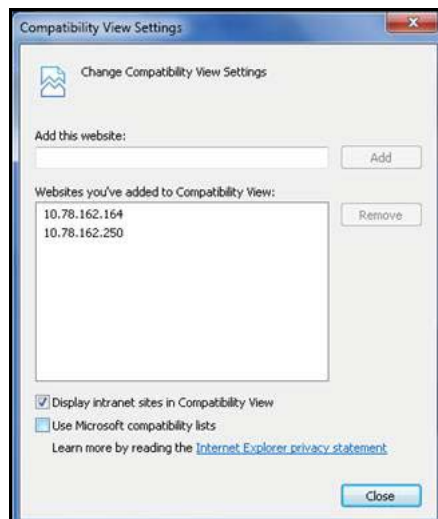 Compatibility View Settings
Change Compatibility View Settings
Add this website:
Add
Websites you've added to Compatibility View:
10.78.162.164
10.78.162.250
Remove
Display intranet sites in Compatibility View
Use Microsoft compatibility lists
Learn more by reading the Internet Explorer privacy statement
Close